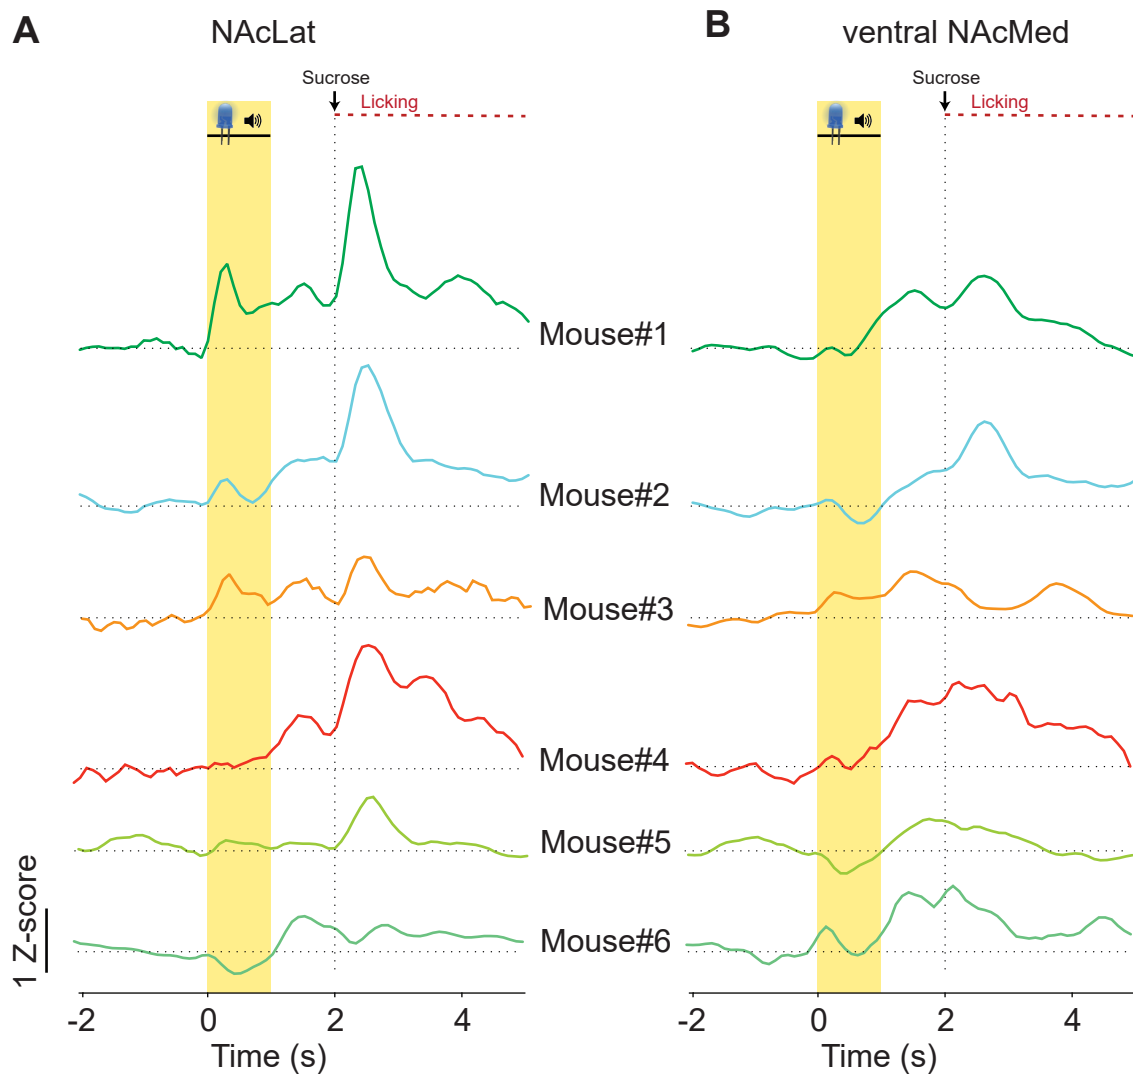 A
NAcLat
B
ventral NAcMed
Sucrose
Licking
Sucrose
Licking
Mouse#1
Mouse#2
Mouse#3
Mouse#4
Mouse#5
Mouse#6
1 Z-score
-2 0 2 4
-2 0 2 4
Time (s)
Time (s)